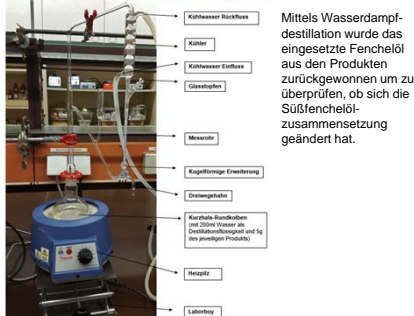 Kühlwasser Rückfluss
Kühler
Kühlwasser Einfluss
Glasstopfen
Messrohr
Kugelförmige Erweiterung
Dreiwegehahn
Kurzhals-Rundkolben
(mit 200ml Wasser als
Destillationsflüssigkeit und 5g
des jeweiligen Produkts)
Heizpilz
Laborboy
Mittels Wasserdampf-
destillation wurde das
eingesetzte Fenchelöl
aus den Produkten
zurückgewonnen um zu
überprüfen, ob sich die
Süßfenchelöl-
zusammensetzung
geändert hat.